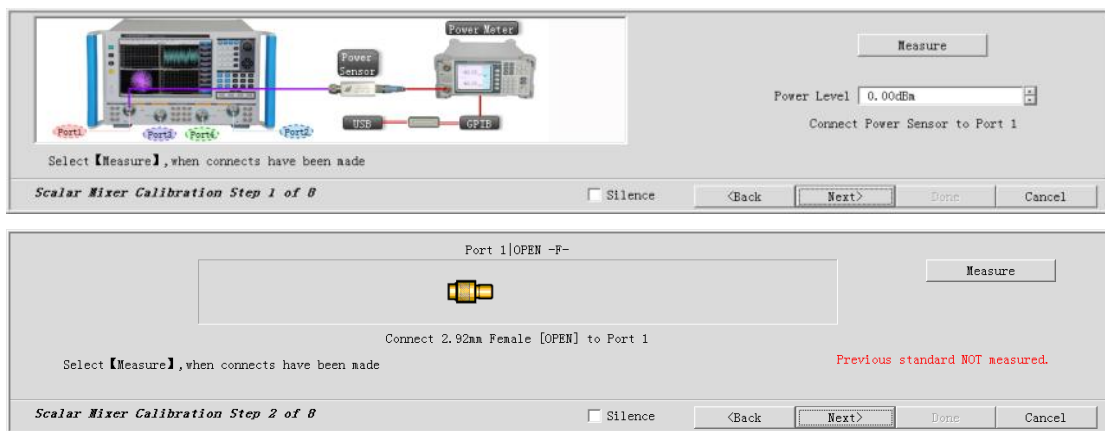 Power Meter
Power
Sensor
Measure
Power Level 0.00dBm
Connect Power Sensor to Port 1
USB
GPIB
Port1
Port3
Port4
Port2
Select【Measure】,when connects have been made
Scalar Mixer Calibration Step 1 of 8
Silence
<Back
Next>
Done
Cancel
Port 1|OPEN -F-
Measure
Connect 2.92mm Female [OPEN] to Port 1
Select【Measure】,when connects have been made
Previous standard NOT measured.
Scalar Mixer Calibration Step 2 of 8
Silence
<Back
Next>
Done
Cancel